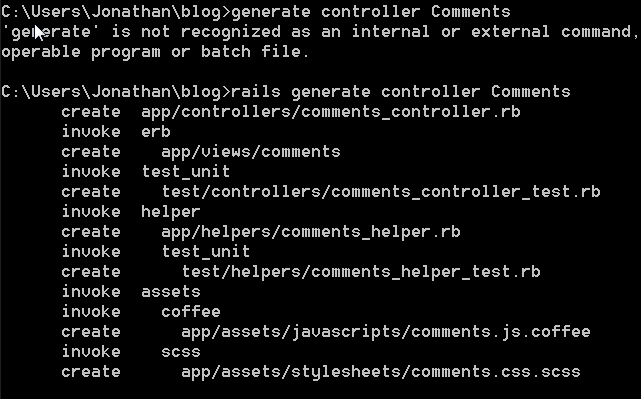 C:\Users\Jonathan\blog>generate controller Comments
'generate' is not recognized as an internal or external command,
operable program or batch file.
C:\Users\Jonathan\blog>rails generate controller Comments
create app/controllers/comments_controller.rb
invoke erb
create app/views/comments
invoke test_unit
create test/controllers/comments_controller_test.rb
invoke helper
create app/helpers/comments_helper.rb
invoke test_unit
create test/helpers/comments_helper_test.rb
invoke assets
invoke coffee
create app/assets/javascripts/comments.js.coffee
invoke scss
create app/assets/stylesheets/comments.css.scss